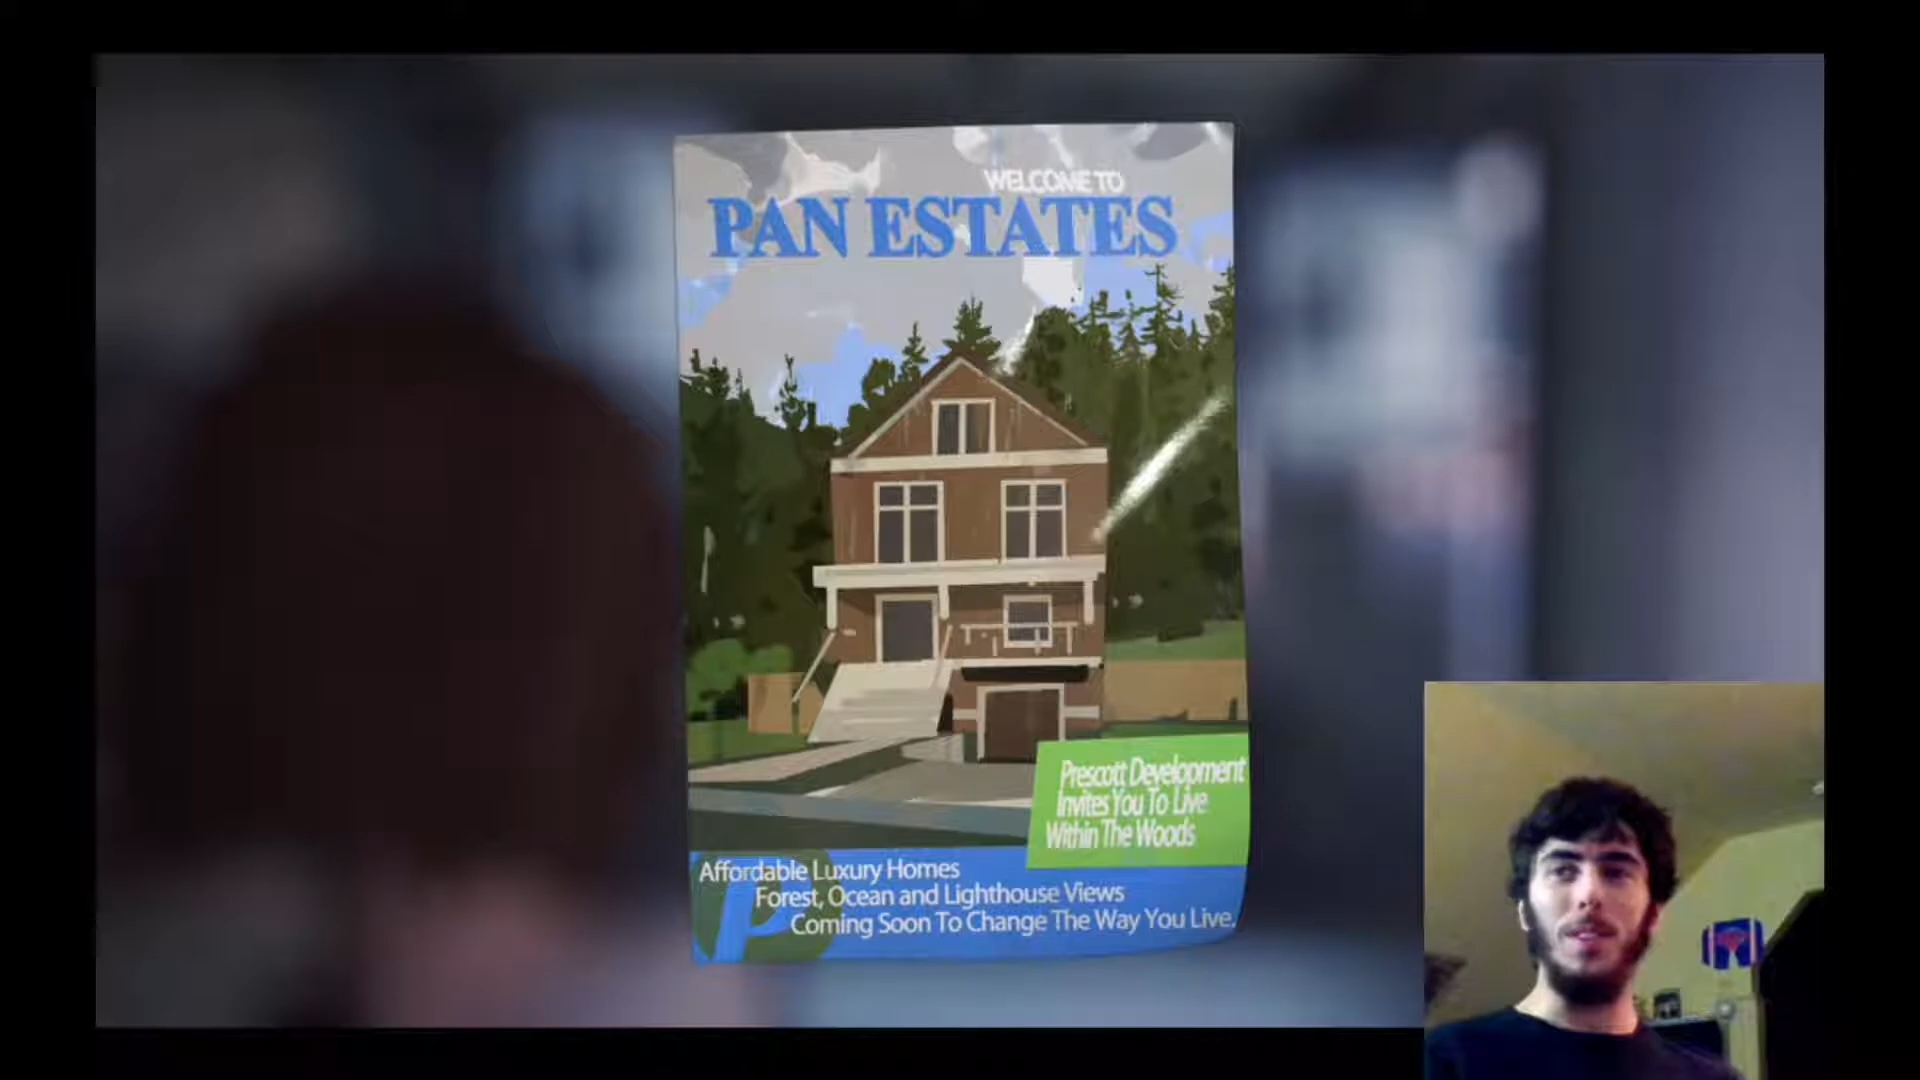 WELCOME TO
PAN ESTATES
Prescott Development
Invites You To Live
Within The Woods
Affordable Luxury Homes
Forest, Ocean and Lighthouse Views
Coming Soon To Change The Way You Live.
P